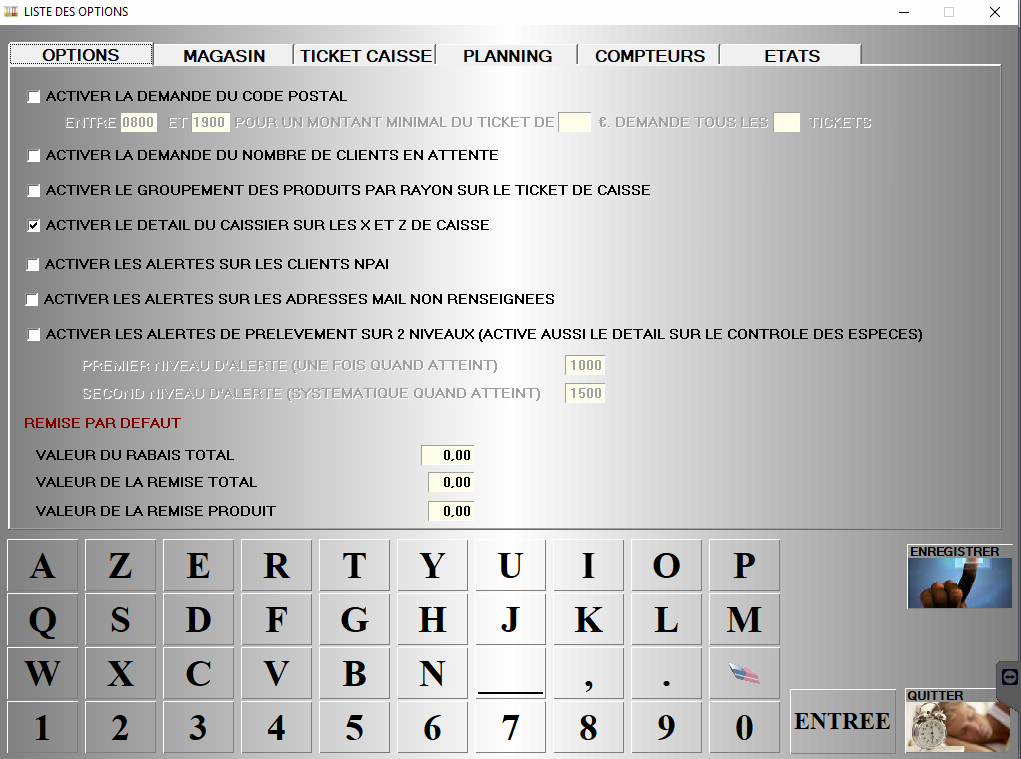 LISTE DES OPTIONS
OPTIONS MAGASIN TICKET CAISSE PLANNING COMPTEURS ETATS
ACTIVER LA DEMANDE DU CODE POSTAL
ENTRE 0800 ET 1900 POUR UN MONTANT MINIMAL DU TICKET DE €. DEMANDE TOUS LES TICKETS
ACTIVER LA DEMANDE DU NOMBRE DE CLIENTS EN ATTENTE
ACTIVER LE GROUPEMENT DES PRODUITS PAR RAYON SUR LE TICKET DE CAISSE
ACTIVER LE DETAIL DU CAISSIER SUR LES X ET Z DE CAISSE
ACTIVER LES ALERTES SUR LES CLIENTS NPAI
ACTIVER LES ALERTES SUR LES ADRESSES MAIL NON RENSEIGNEES
ACTIVER LES ALERTES DE PRELEVEMENT SUR 2 NIVEAUX (ACTIVE AUSSI LE DETAIL SUR LE CONTROLE DES ESPECES)
PREMIER NIVEAU D'ALERTE (UNE FOIS QUAND ATTEINT) 1000
SECOND NIVEAU D'ALERTE (SYSTEMATIQUE QUAND ATTEINT) 1500
REMISE PAR DEFAUT
VALEUR DU RABAIS TOTAL 0,00
VALEUR DE LA REMISE TOTAL 0,00
VALEUR DE LA REMISE PRODUIT 0,00
A Z E R T Y U I O P
ENREGISTRER
Q S D F G H J K L M
W X C V B N _ , .
QUITTER
1 2 3 4 5 6 7 8 9 0 ENTREE